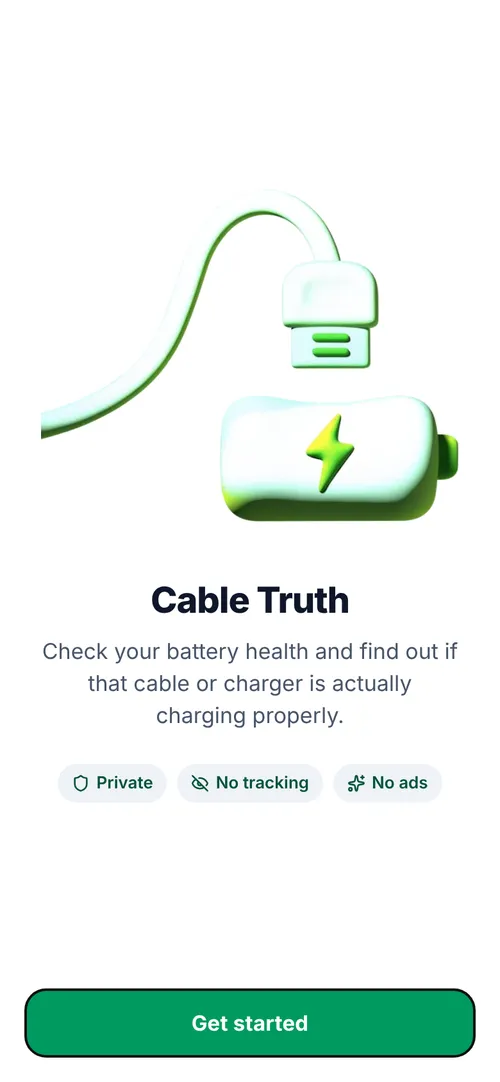 Cable Truth
Check your battery health and find out if
that cable or charger is actually
charging properly.
Private
No tracking
No ads
Get started